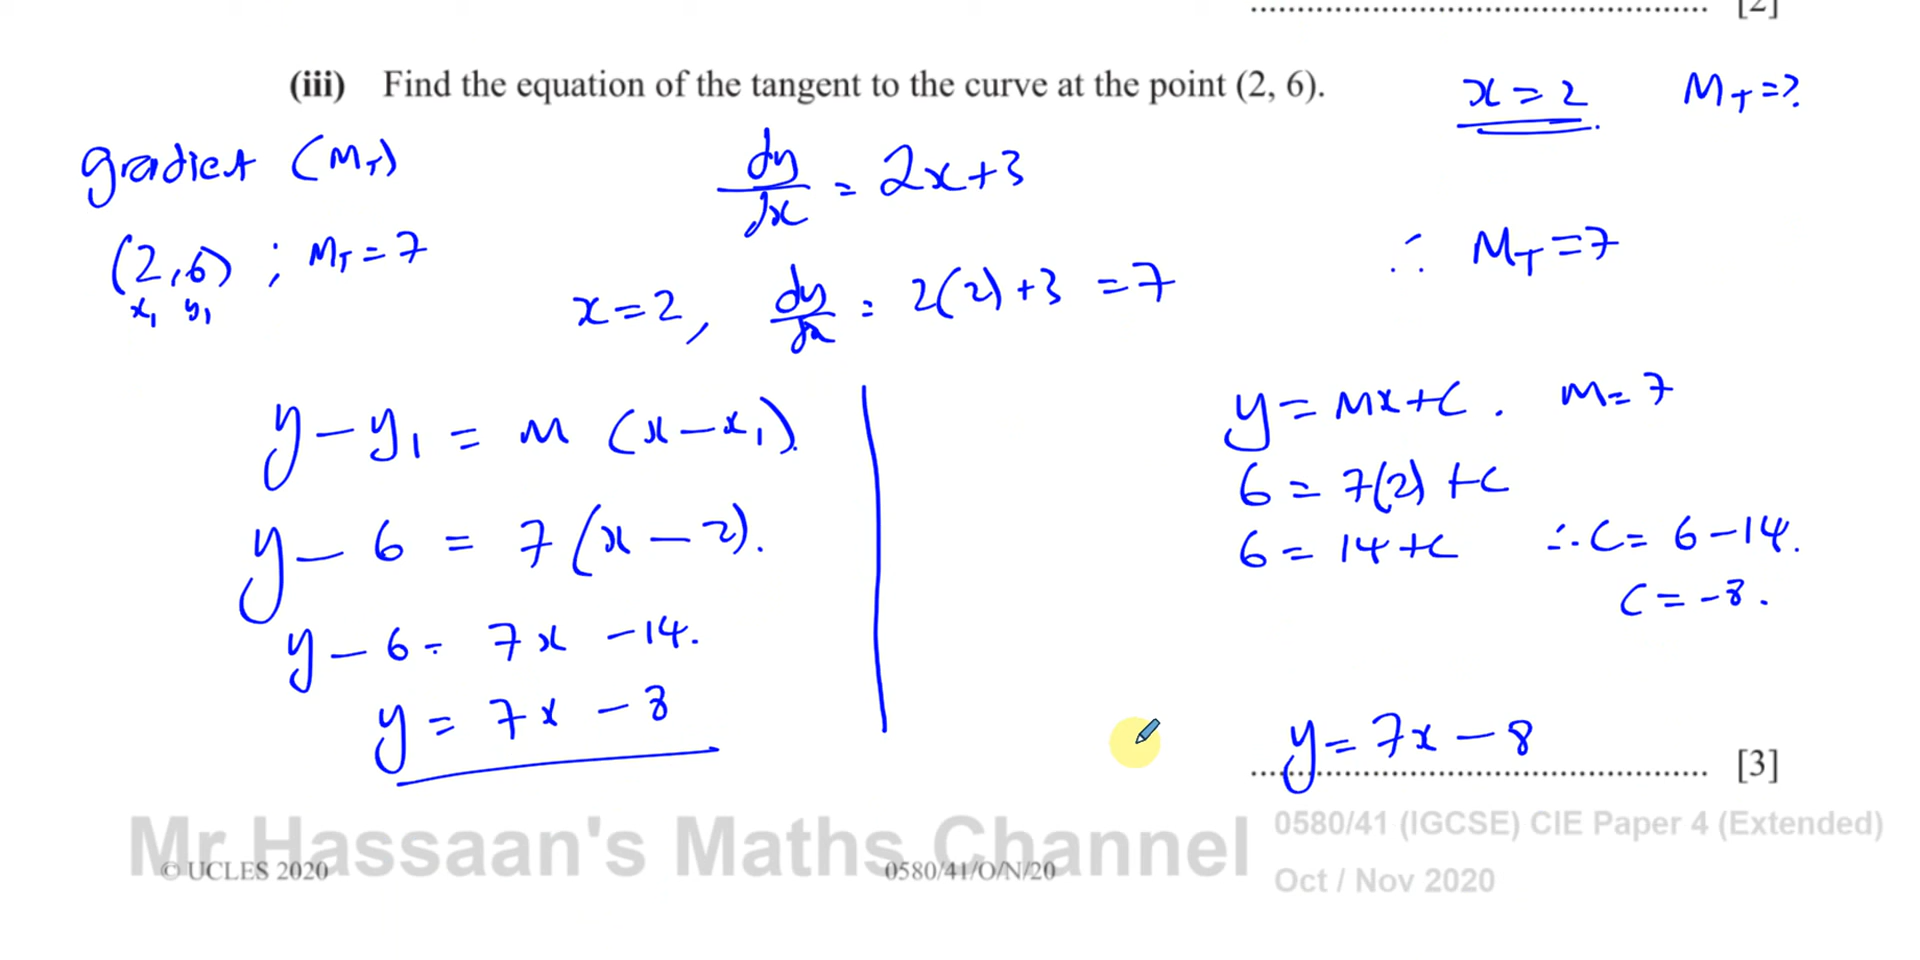 [2]
(iii) Find the equation of the tangent to the curve at the point (2, 6).
x = 2 M_T = ?
gradient (M_T)
dy/dx = 2x + 3
(2, 6) ; M_T = 7
x₁ y₁
∴ M_T = 7
x = 2, dy/dx = 2(2) + 3 = 7
y – y₁ = m (x – x₁).
y – 6 = 7 (x – 2).
y – 6 = 7x – 14.
y = 7x – 8
y = Mx + C. M = 7
6 = 7(2) + C
6 = 14 + C ∴ C = 6 – 14.
C = –8.
y = 7x – 8
[3]
Mr Hassaan's Maths Channel
© UCLES 2020
0580/41/O/N/20
0580/41 (IGCSE) CIE Paper 4 (Extended)
Oct / Nov 2020